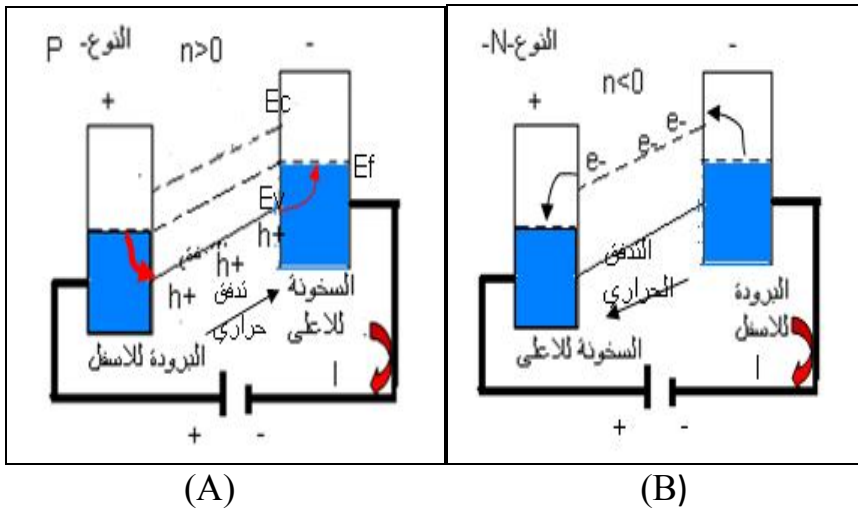 P النوع- n>0 -
+
Ec
Ef
Ev
h+
h+
h+
تدفق
حراري
السخونة
للاعلى
البرودة للاسفل
I
+ -
(A)
-N-النوع -
n<0
+
e-
e-
e-
التدفق
الحراري
البرودة
للاسفل
السخونة للاعلى
I
+ -
(B)